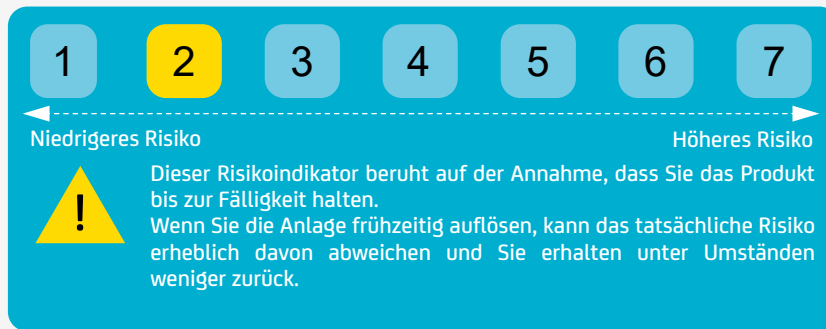 1 2 3 4 5 6 7
Niedrigeres Risiko Höheres Risiko
!
Dieser Risikoindikator beruht auf der Annahme, dass Sie das Produkt
bis zur Fälligkeit halten.
Wenn Sie die Anlage frühzeitig auflösen, kann das tatsächliche Risiko
erheblich davon abweichen und Sie erhalten unter Umständen
weniger zurück.